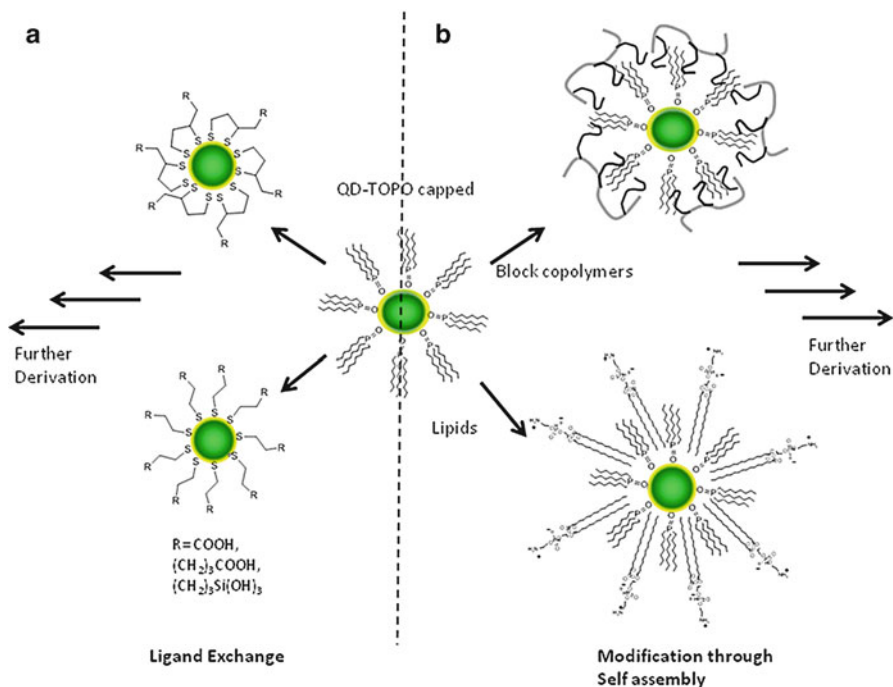 a
b
QD-TOPO capped
Block copolymers
Further
Derivation
Further
Derivation
Lipids
R=COOH,
(CH₂)₃COOH,
(CH₂)₃Si(OH)₃
Ligand Exchange
Modification through
Self assembly